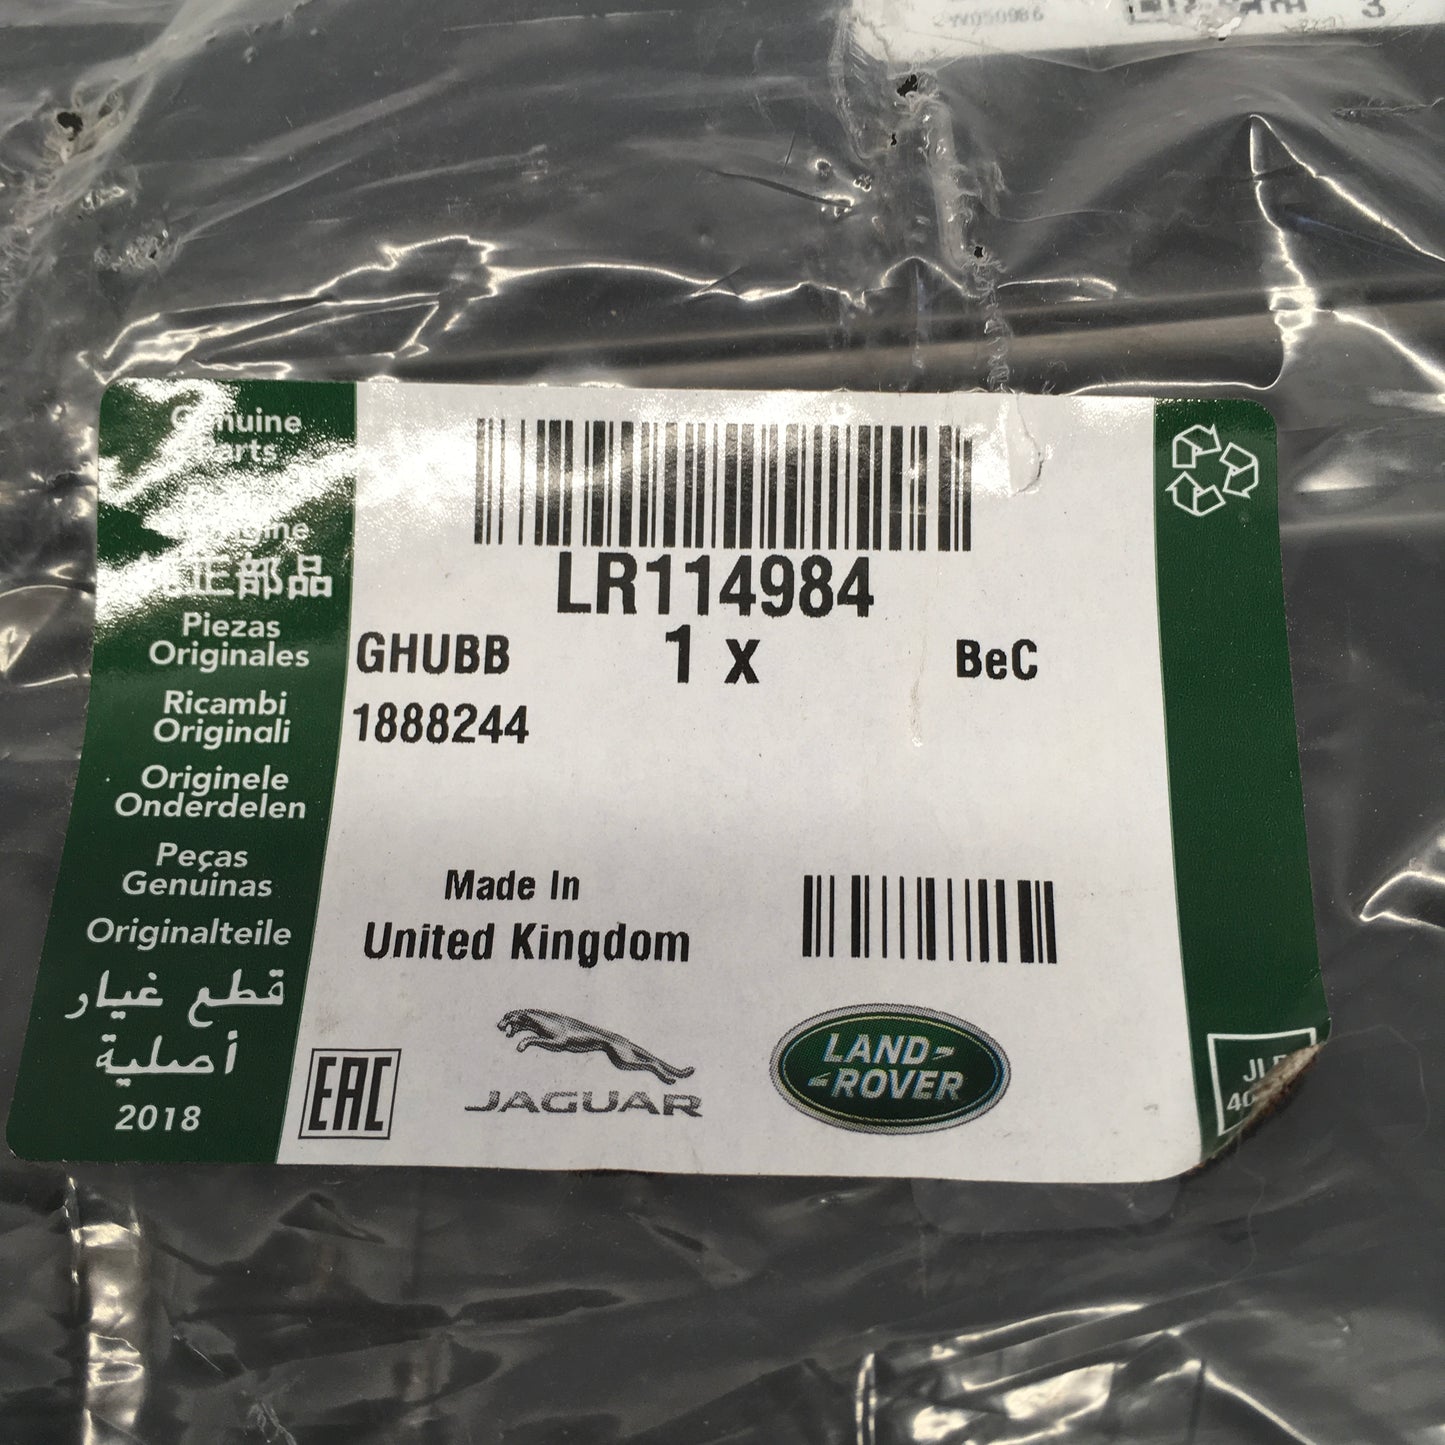 Genuine
Parts
正部品
Piezas
Originales
Ricambi
Originali
Originele
Onderdelen
Peças
Genuinas
Originalteile
قطع غيار
أصلية
2018
LR114984
GHUBB 1 x BeC
1888244
Made In
United Kingdom
EAC
JAGUAR
LAND-
-ROVER